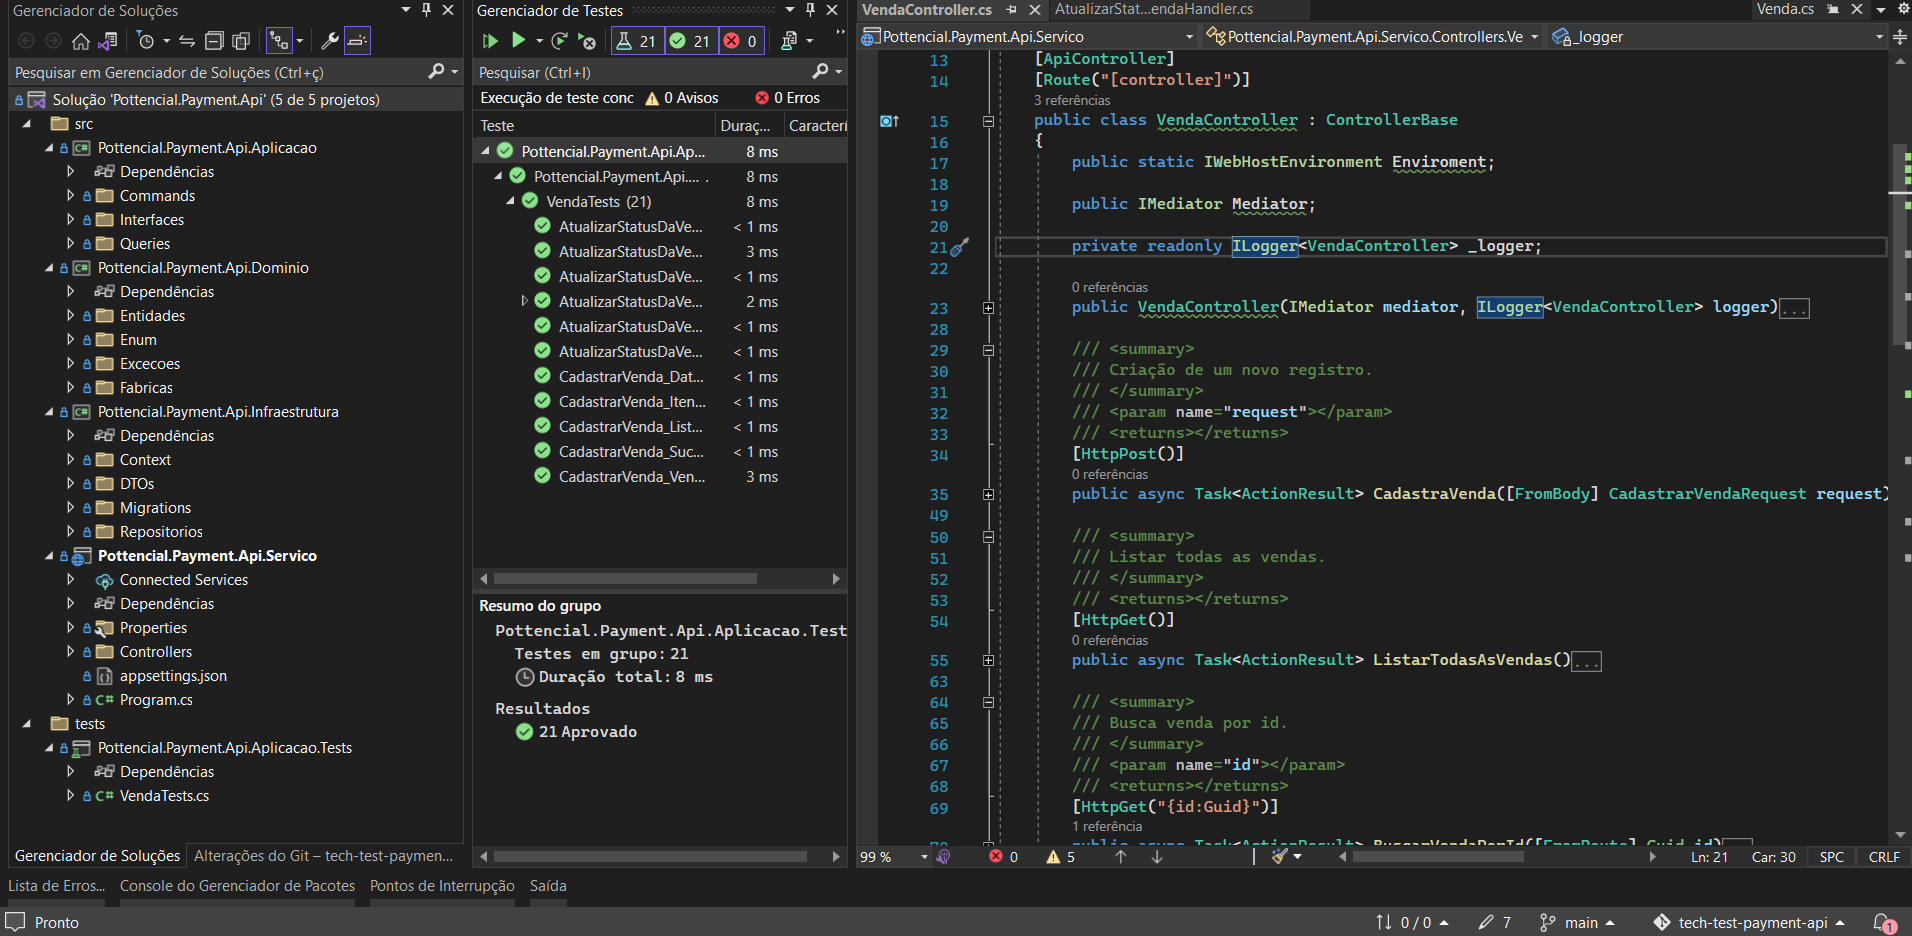 Gerenciador de Soluções
Pesquisar em Gerenciador de Soluções (Ctrl+ç)
Solução 'Pottencial.Payment.Api' (5 de 5 projetos)
src
Pottencial.Payment.Api.Aplicacao
Dependências
Commands
Interfaces
Queries
Pottencial.Payment.Api.Dominio
Dependências
Entidades
Enum
Excecoes
Fabricas
Pottencial.Payment.Api.Infraestrutura
Dependências
Context
DTOs
Migrations
Repositorios
Pottencial.Payment.Api.Servico
Connected Services
Dependências
Properties
Controllers
appsettings.json
C# Program.cs
tests
Pottencial.Payment.Api.Aplicacao.Tests
Dependências
C# VendaTests.cs
Gerenciador de Soluções
Alterações do Git – tech-test-paymen...
Gerenciador de Testes
21 21 0
Pesquisar (Ctrl+I)
Execução de teste conc 0 Avisos 0 Erros
Teste Duraç... Caracterí
Pottencial.Payment.Api.Ap... 8 ms
Pottencial.Payment.Api.... . 8 ms
VendaTests (21) 8 ms
AtualizarStatusDaVe... < 1 ms
AtualizarStatusDaVe... 3 ms
AtualizarStatusDaVe... < 1 ms
AtualizarStatusDaVe... 2 ms
AtualizarStatusDaVe... < 1 ms
AtualizarStatusDaVe... < 1 ms
CadastrarVenda_Dat... < 1 ms
CadastrarVenda_Iten... < 1 ms
CadastrarVenda_List... < 1 ms
CadastrarVenda_Suc... < 1 ms
CadastrarVenda_Ven... 3 ms
Resumo do grupo
Pottencial.Payment.Api.Aplicacao.Test
Testes em grupo: 21
Duração total: 8 ms
Resultados
21 Aprovado
VendaController.cs AtualizarStat...endaHandler.cs Venda.cs
Pottencial.Payment.Api.Servico Pottencial.Payment.Api.Servico.Controllers.Ve _logger
13 [ApiController]
14 [Route("[controller]")]
3 referências
15 public class VendaController : ControllerBase
16 {
17 public static IWebHostEnvironment Enviroment;
18
19 public IMediator Mediator;
20
21 private readonly ILogger<VendaController> _logger;
22
0 referências
23 public VendaController(IMediator mediator, ILogger<VendaController> logger)...
28
29 /// <summary>
30 /// Criação de um novo registro.
31 /// </summary>
32 /// <param name="request"></param>
33 /// <returns></returns>
34 [HttpPost()]
0 referências
35 public async Task<ActionResult> CadastraVenda([FromBody] CadastrarVendaRequest request)
49
50 /// <summary>
51 /// Listar todas as vendas.
52 /// </summary>
53 /// <returns></returns>
54 [HttpGet()]
0 referências
55 public async Task<ActionResult> ListarTodasAsVendas()...
63
64 /// <summary>
65 /// Busca venda por id.
66 /// </summary>
67 /// <param name="id"></param>
68 /// <returns></returns>
69 [HttpGet("{id:Guid}")]
1 referência
70 public async Task<ActionResult> BuscarVendaPorId([FromRoute] Guid id)...
99 % 0 5 Ln: 21 Car: 30 SPC CRLF
Lista de Erros... Console do Gerenciador de Pacotes Pontos de Interrupção Saída
Pronto 0 / 0 7 main tech-test-payment-api 1